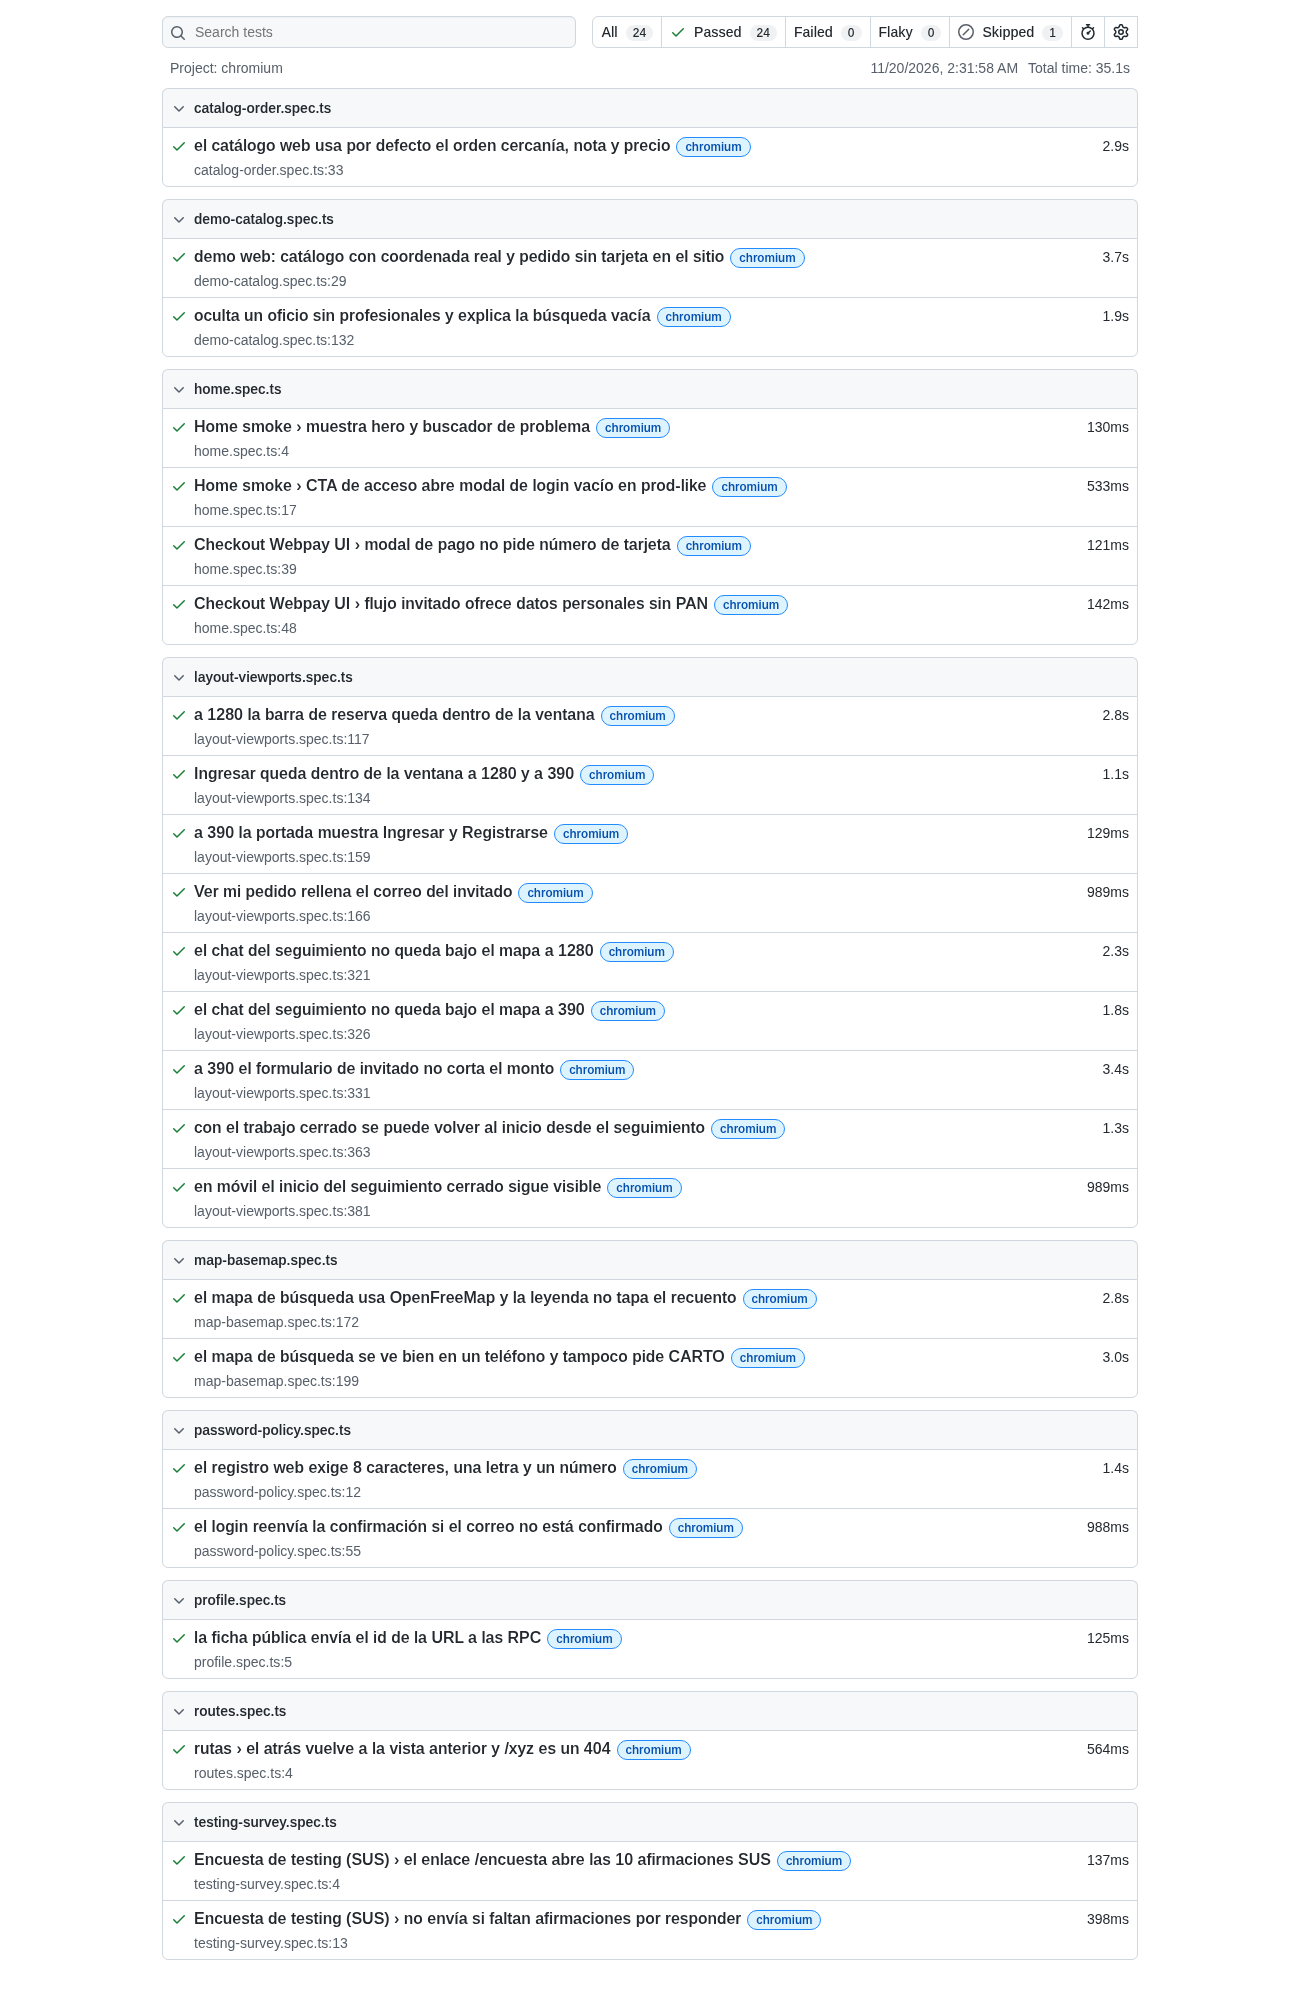 Search tests
All 24 Passed 24 Failed 0 Flaky 0 Skipped 1
Project: chromium 11/20/2026, 2:31:58 AM Total time: 35.1s
catalog-order.spec.ts
el catálogo web usa por defecto el orden cercanía, nota y precio chromium 2.9s
catalog-order.spec.ts:33
demo-catalog.spec.ts
demo web: catálogo con coordenada real y pedido sin tarjeta en el sitio chromium 3.7s
demo-catalog.spec.ts:29
oculta un oficio sin profesionales y explica la búsqueda vacía chromium 1.9s
demo-catalog.spec.ts:132
home.spec.ts
Home smoke › muestra hero y buscador de problema chromium 130ms
home.spec.ts:4
Home smoke › CTA de acceso abre modal de login vacío en prod-like chromium 533ms
home.spec.ts:17
Checkout Webpay UI › modal de pago no pide número de tarjeta chromium 121ms
home.spec.ts:39
Checkout Webpay UI › flujo invitado ofrece datos personales sin PAN chromium 142ms
home.spec.ts:48
layout-viewports.spec.ts
a 1280 la barra de reserva queda dentro de la ventana chromium 2.8s
layout-viewports.spec.ts:117
Ingresar queda dentro de la ventana a 1280 y a 390 chromium 1.1s
layout-viewports.spec.ts:134
a 390 la portada muestra Ingresar y Registrarse chromium 129ms
layout-viewports.spec.ts:159
Ver mi pedido rellena el correo del invitado chromium 989ms
layout-viewports.spec.ts:166
el chat del seguimiento no queda bajo el mapa a 1280 chromium 2.3s
layout-viewports.spec.ts:321
el chat del seguimiento no queda bajo el mapa a 390 chromium 1.8s
layout-viewports.spec.ts:326
a 390 el formulario de invitado no corta el monto chromium 3.4s
layout-viewports.spec.ts:331
con el trabajo cerrado se puede volver al inicio desde el seguimiento chromium 1.3s
layout-viewports.spec.ts:363
en móvil el inicio del seguimiento cerrado sigue visible chromium 989ms
layout-viewports.spec.ts:381
map-basemap.spec.ts
el mapa de búsqueda usa OpenFreeMap y la leyenda no tapa el recuento chromium 2.8s
map-basemap.spec.ts:172
el mapa de búsqueda se ve bien en un teléfono y tampoco pide CARTO chromium 3.0s
map-basemap.spec.ts:199
password-policy.spec.ts
el registro web exige 8 caracteres, una letra y un número chromium 1.4s
password-policy.spec.ts:12
el login reenvía la confirmación si el correo no está confirmado chromium 988ms
password-policy.spec.ts:55
profile.spec.ts
la ficha pública envía el id de la URL a las RPC chromium 125ms
profile.spec.ts:5
routes.spec.ts
rutas › el atrás vuelve a la vista anterior y /xyz es un 404 chromium 564ms
routes.spec.ts:4
testing-survey.spec.ts
Encuesta de testing (SUS) › el enlace /encuesta abre las 10 afirmaciones SUS chromium 137ms
testing-survey.spec.ts:4
Encuesta de testing (SUS) › no envía si faltan afirmaciones por responder chromium 398ms
testing-survey.spec.ts:13